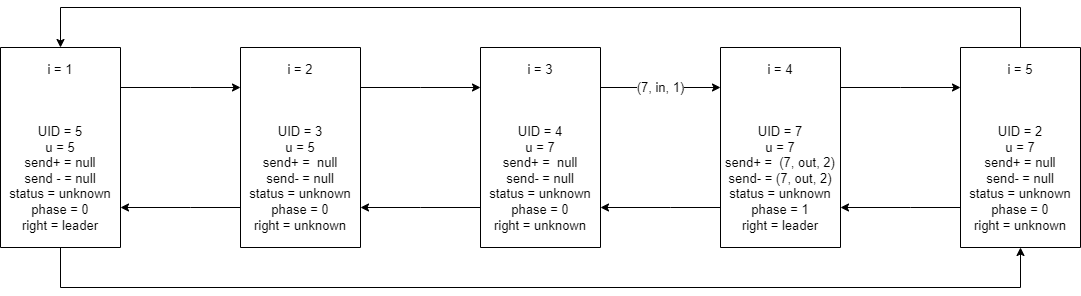 i = 1
UID = 5
u = 5
send+ = null
send - = null
status = unknown
phase = 0
right = leader
i = 2
UID = 3
u = 5
send+ = null
send- = null
status = unknown
phase = 0
right = unknown
i = 3
UID = 4
u = 7
send+ = null
send- = null
status = unknown
phase = 0
right = unknown
(7, in, 1)
i = 4
UID = 7
u = 7
send+ = (7, out, 2)
send- = (7, out, 2)
status = unknown
phase = 1
right = leader
i = 5
UID = 2
u = 7
send+ = null
send- = null
status = unknown
phase = 0
right = unknown